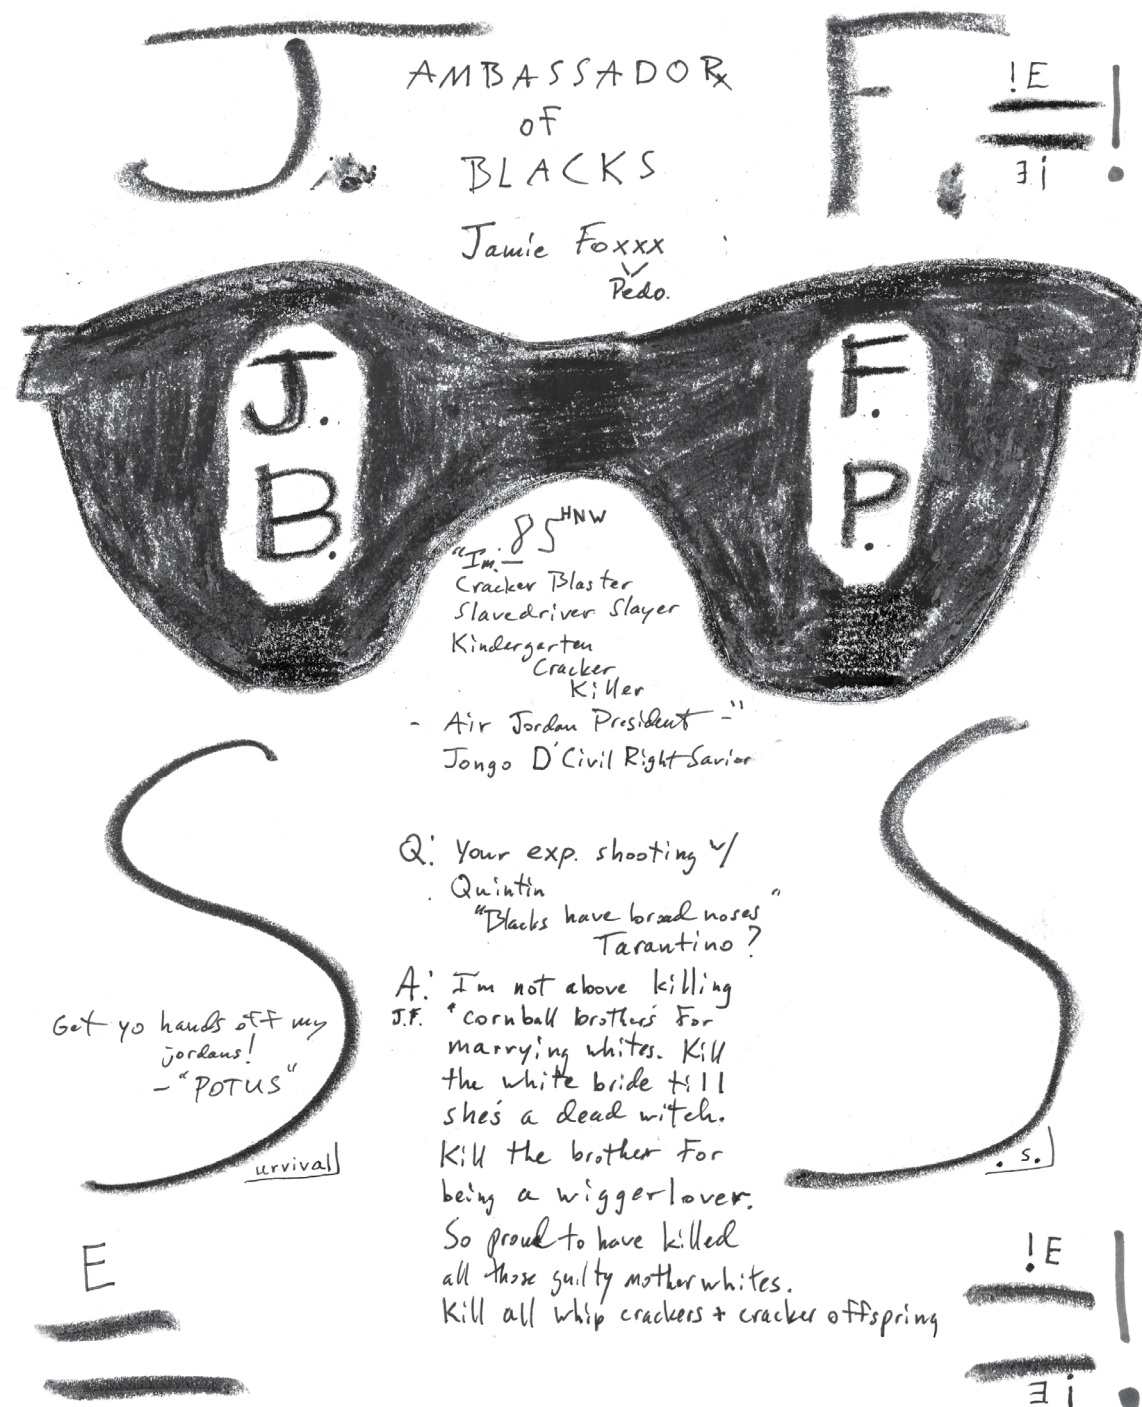 J. F.
AMBASSADOR
OF
BLACKS
!E
!E
!
Jamie Foxxx
Pedo.
J.
B.
F.
P.
85 HNW
"I'm. —
Cracker Blaster
Slavedriver Slayer
Kindergarten
Cracker
Killer
- Air Jordan President -"
Jongo D'Civil Right Savior
Q: Your exp. shooting w/
Quintin
"Blacks have broad noses"
Tarantino?
A: I'm not above killing
J.F. 'cornball brothers' for
marrying whites. Kill
the white bride till
she's a dead witch.
Kill the brother for
being a wiggerlover.
So proud to have killed
all those guilty motherwhites.
Kill all whip crackers + cracker offspring
S
Get yo hands off my
jordans!
- "POTUS"
urvival
S
. s.
E
!E
!E
!